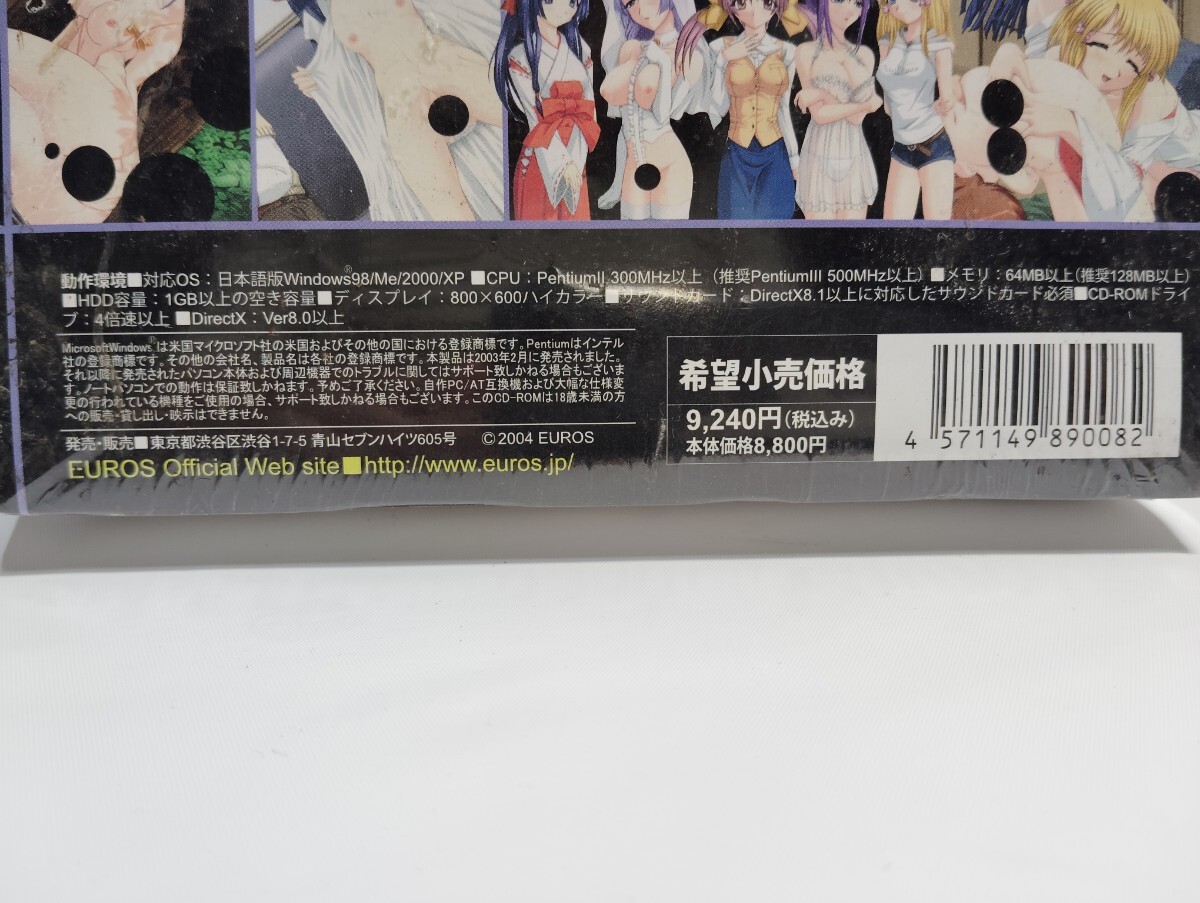 動作環境■対応OS：日本語版Windows®98/Me/2000/XP ■CPU：PentiumII 300MHz以上（推奨PentiumIII 500MHz以上）■メモリ：64MB以上（推奨128MB以上）
■HDD容量：1GB以上の空き容量■ディスプレイ：800×600ハイカラー■サウンドカード：DirectX8.1以上に対応したサウンドカード必須■CD-ROMドライ
ブ：4倍速以上■DirectX：Ver8.0以上
MicrosoftWindows®は米国マイクロソフト社の米国およびその他の国における登録商標です。Pentiumはインテル
社の登録商標です。その他の会社名、製品名は各社の登録商標です。本製品は2003年2月に発売されました。
それ以降に発売されたパソコン本体および周辺機器でのトラブルに関してはサポート致しかねる場合もございま
す。ノートパソコンでの動作は保証致しかねます。予めご了承ください。自作PC/AT互換機および大幅な仕様変
更の行われている機種をご使用の場合、サポート致しかねる場合もございます。このCD-ROMは18歳未満の方
への販売・貸し出し・映示はできません。
発売・販売■東京都渋谷区渋谷1-7-5 青山セブンハイツ605号 ©2004 EUROS
EUROS Official Web site■http://www.euros.jp/
希望小売価格
9,240円（税込み）
本体価格8,800円
4 571149 890082